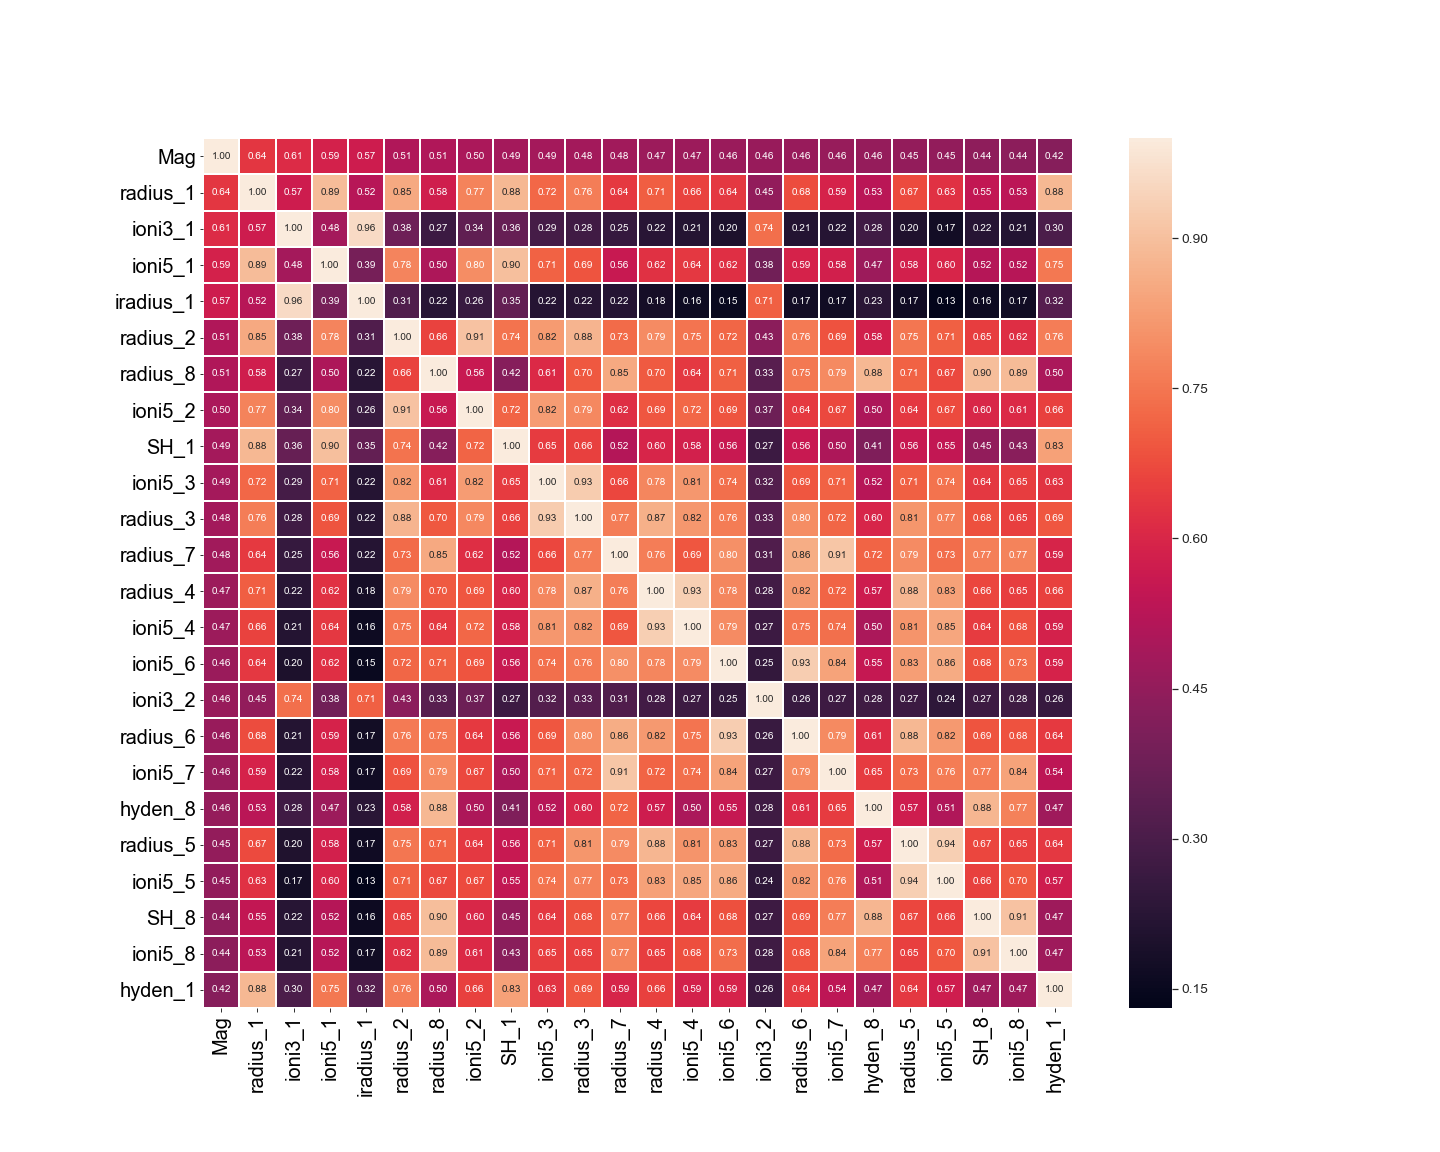 Mag 1.00 0.64 0.61 0.59 0.57 0.51 0.51 0.50 0.49 0.49 0.48 0.48 0.47 0.47 0.46 0.46 0.46 0.46 0.46 0.45 0.45 0.44 0.44 0.42
radius_1 0.64 1.00 0.57 0.89 0.52 0.85 0.58 0.77 0.88 0.72 0.76 0.64 0.71 0.66 0.64 0.45 0.68 0.59 0.53 0.67 0.63 0.55 0.53 0.88
ioni3_1 0.61 0.57 1.00 0.48 0.96 0.38 0.27 0.34 0.36 0.29 0.28 0.25 0.22 0.21 0.20 0.74 0.21 0.22 0.28 0.20 0.17 0.22 0.21 0.30
0.90
ioni5_1 0.59 0.89 0.48 1.00 0.39 0.78 0.50 0.80 0.90 0.71 0.69 0.56 0.62 0.64 0.62 0.38 0.59 0.58 0.47 0.58 0.60 0.52 0.52 0.75
iradius_1 0.57 0.52 0.96 0.39 1.00 0.31 0.22 0.26 0.35 0.22 0.22 0.22 0.18 0.16 0.15 0.71 0.17 0.17 0.23 0.17 0.13 0.16 0.17 0.32
radius_2 0.51 0.85 0.38 0.78 0.31 1.00 0.66 0.91 0.74 0.82 0.88 0.73 0.79 0.75 0.72 0.43 0.76 0.69 0.58 0.75 0.71 0.65 0.62 0.76
radius_8 0.51 0.58 0.27 0.50 0.22 0.66 1.00 0.56 0.42 0.61 0.70 0.85 0.70 0.64 0.71 0.33 0.75 0.79 0.88 0.71 0.67 0.90 0.89 0.50
0.75
ioni5_2 0.50 0.77 0.34 0.80 0.26 0.91 0.56 1.00 0.72 0.82 0.79 0.62 0.69 0.72 0.69 0.37 0.64 0.67 0.50 0.64 0.67 0.60 0.61 0.66
SH_1 0.49 0.88 0.36 0.90 0.35 0.74 0.42 0.72 1.00 0.65 0.66 0.52 0.60 0.58 0.56 0.27 0.56 0.50 0.41 0.56 0.55 0.45 0.43 0.83
ioni5_3 0.49 0.72 0.29 0.71 0.22 0.82 0.61 0.82 0.65 1.00 0.93 0.66 0.78 0.81 0.74 0.32 0.69 0.71 0.52 0.71 0.74 0.64 0.65 0.63
radius_3 0.48 0.76 0.28 0.69 0.22 0.88 0.70 0.79 0.66 0.93 1.00 0.77 0.87 0.82 0.76 0.33 0.80 0.72 0.60 0.81 0.77 0.68 0.65 0.69
0.60
radius_7 0.48 0.64 0.25 0.56 0.22 0.73 0.85 0.62 0.52 0.66 0.77 1.00 0.76 0.69 0.80 0.31 0.86 0.91 0.72 0.79 0.73 0.77 0.77 0.59
radius_4 0.47 0.71 0.22 0.62 0.18 0.79 0.70 0.69 0.60 0.78 0.87 0.76 1.00 0.93 0.78 0.28 0.82 0.72 0.57 0.88 0.83 0.66 0.65 0.66
ioni5_4 0.47 0.66 0.21 0.64 0.16 0.75 0.64 0.72 0.58 0.81 0.82 0.69 0.93 1.00 0.79 0.27 0.75 0.74 0.50 0.81 0.85 0.64 0.68 0.59
ioni5_6 0.46 0.64 0.20 0.62 0.15 0.72 0.71 0.69 0.56 0.74 0.76 0.80 0.78 0.79 1.00 0.25 0.93 0.84 0.55 0.83 0.86 0.68 0.73 0.59
0.45
ioni3_2 0.46 0.45 0.74 0.38 0.71 0.43 0.33 0.37 0.27 0.32 0.33 0.31 0.28 0.27 0.25 1.00 0.26 0.27 0.28 0.27 0.24 0.27 0.28 0.26
radius_6 0.46 0.68 0.21 0.59 0.17 0.76 0.75 0.64 0.56 0.69 0.80 0.86 0.82 0.75 0.93 0.26 1.00 0.79 0.61 0.88 0.82 0.69 0.68 0.64
ioni5_7 0.46 0.59 0.22 0.58 0.17 0.69 0.79 0.67 0.50 0.71 0.72 0.91 0.72 0.74 0.84 0.27 0.79 1.00 0.65 0.73 0.76 0.77 0.84 0.54
hyden_8 0.46 0.53 0.28 0.47 0.23 0.58 0.88 0.50 0.41 0.52 0.60 0.72 0.57 0.50 0.55 0.28 0.61 0.65 1.00 0.57 0.51 0.88 0.77 0.47
0.30
radius_5 0.45 0.67 0.20 0.58 0.17 0.75 0.71 0.64 0.56 0.71 0.81 0.79 0.88 0.81 0.83 0.27 0.88 0.73 0.57 1.00 0.94 0.67 0.65 0.64
ioni5_5 0.45 0.63 0.17 0.60 0.13 0.71 0.67 0.67 0.55 0.74 0.77 0.73 0.83 0.85 0.86 0.24 0.82 0.76 0.51 0.94 1.00 0.66 0.70 0.57
SH_8 0.44 0.55 0.22 0.52 0.16 0.65 0.90 0.60 0.45 0.64 0.68 0.77 0.66 0.64 0.68 0.27 0.69 0.77 0.88 0.67 0.66 1.00 0.91 0.47
ioni5_8 0.44 0.53 0.21 0.52 0.17 0.62 0.89 0.61 0.43 0.65 0.65 0.77 0.65 0.68 0.73 0.28 0.68 0.84 0.77 0.65 0.70 0.91 1.00 0.47
hyden_1 0.42 0.88 0.30 0.75 0.32 0.76 0.50 0.66 0.83 0.63 0.69 0.59 0.66 0.59 0.59 0.26 0.64 0.54 0.47 0.64 0.57 0.47 0.47 1.00
0.15
Mag radius_1 ioni3_1 ioni5_1 iradius_1 radius_2 radius_8 ioni5_2 SH_1 ioni5_3 radius_3 radius_7 radius_4 ioni5_4 ioni5_6 ioni3_2 radius_6 ioni5_7 hyden_8 radius_5 ioni5_5 SH_8 ioni5_8 hyden_1